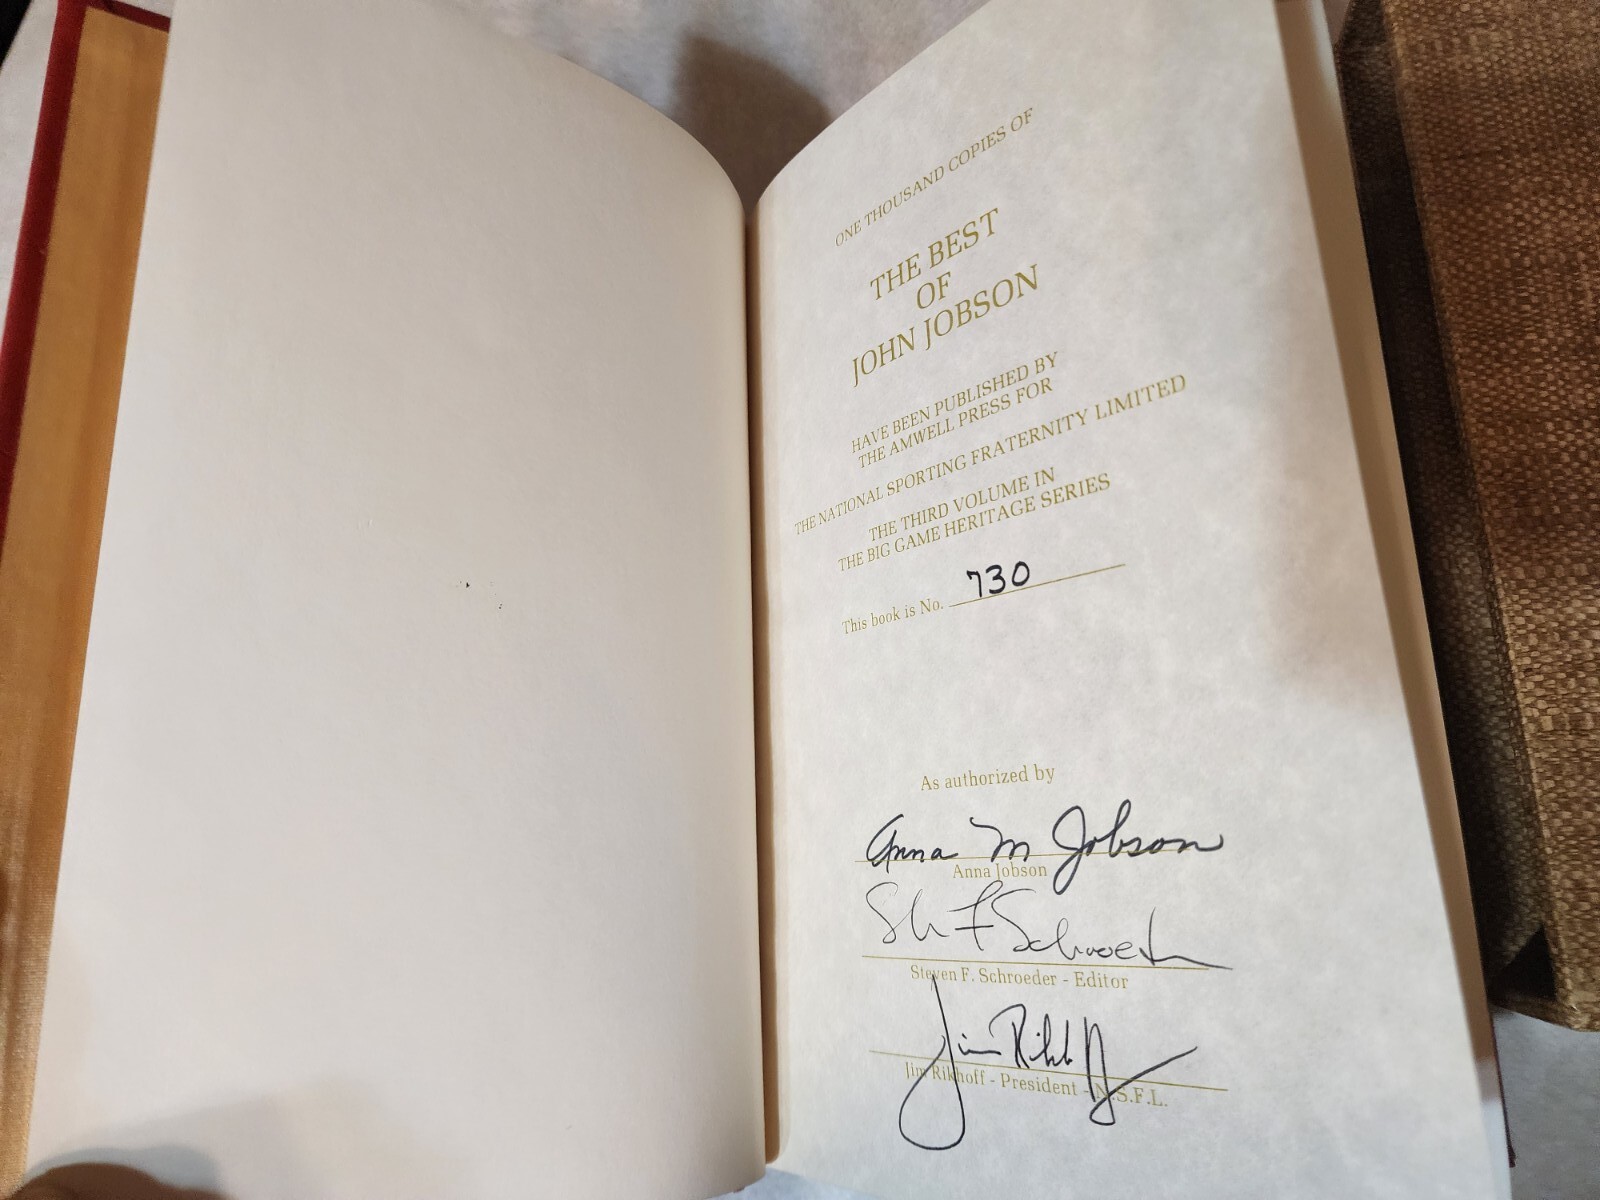 ONE THOUSAND COPIES OF
THE BEST
OF
JOHN JOBSON
HAVE BEEN PUBLISHED BY
THE AMWELL PRESS FOR
THE NATIONAL SPORTING FRATERNITY LIMITED
THE THIRD VOLUME IN
THE BIG GAME HERITAGE SERIES
This book is No. 730
As authorized by
Anna M Jobson
Anna Jobson
Steven F. Schroeder - Editor
Jim Rikhoff
Jim Rikhoff - President - N.S.F.L.